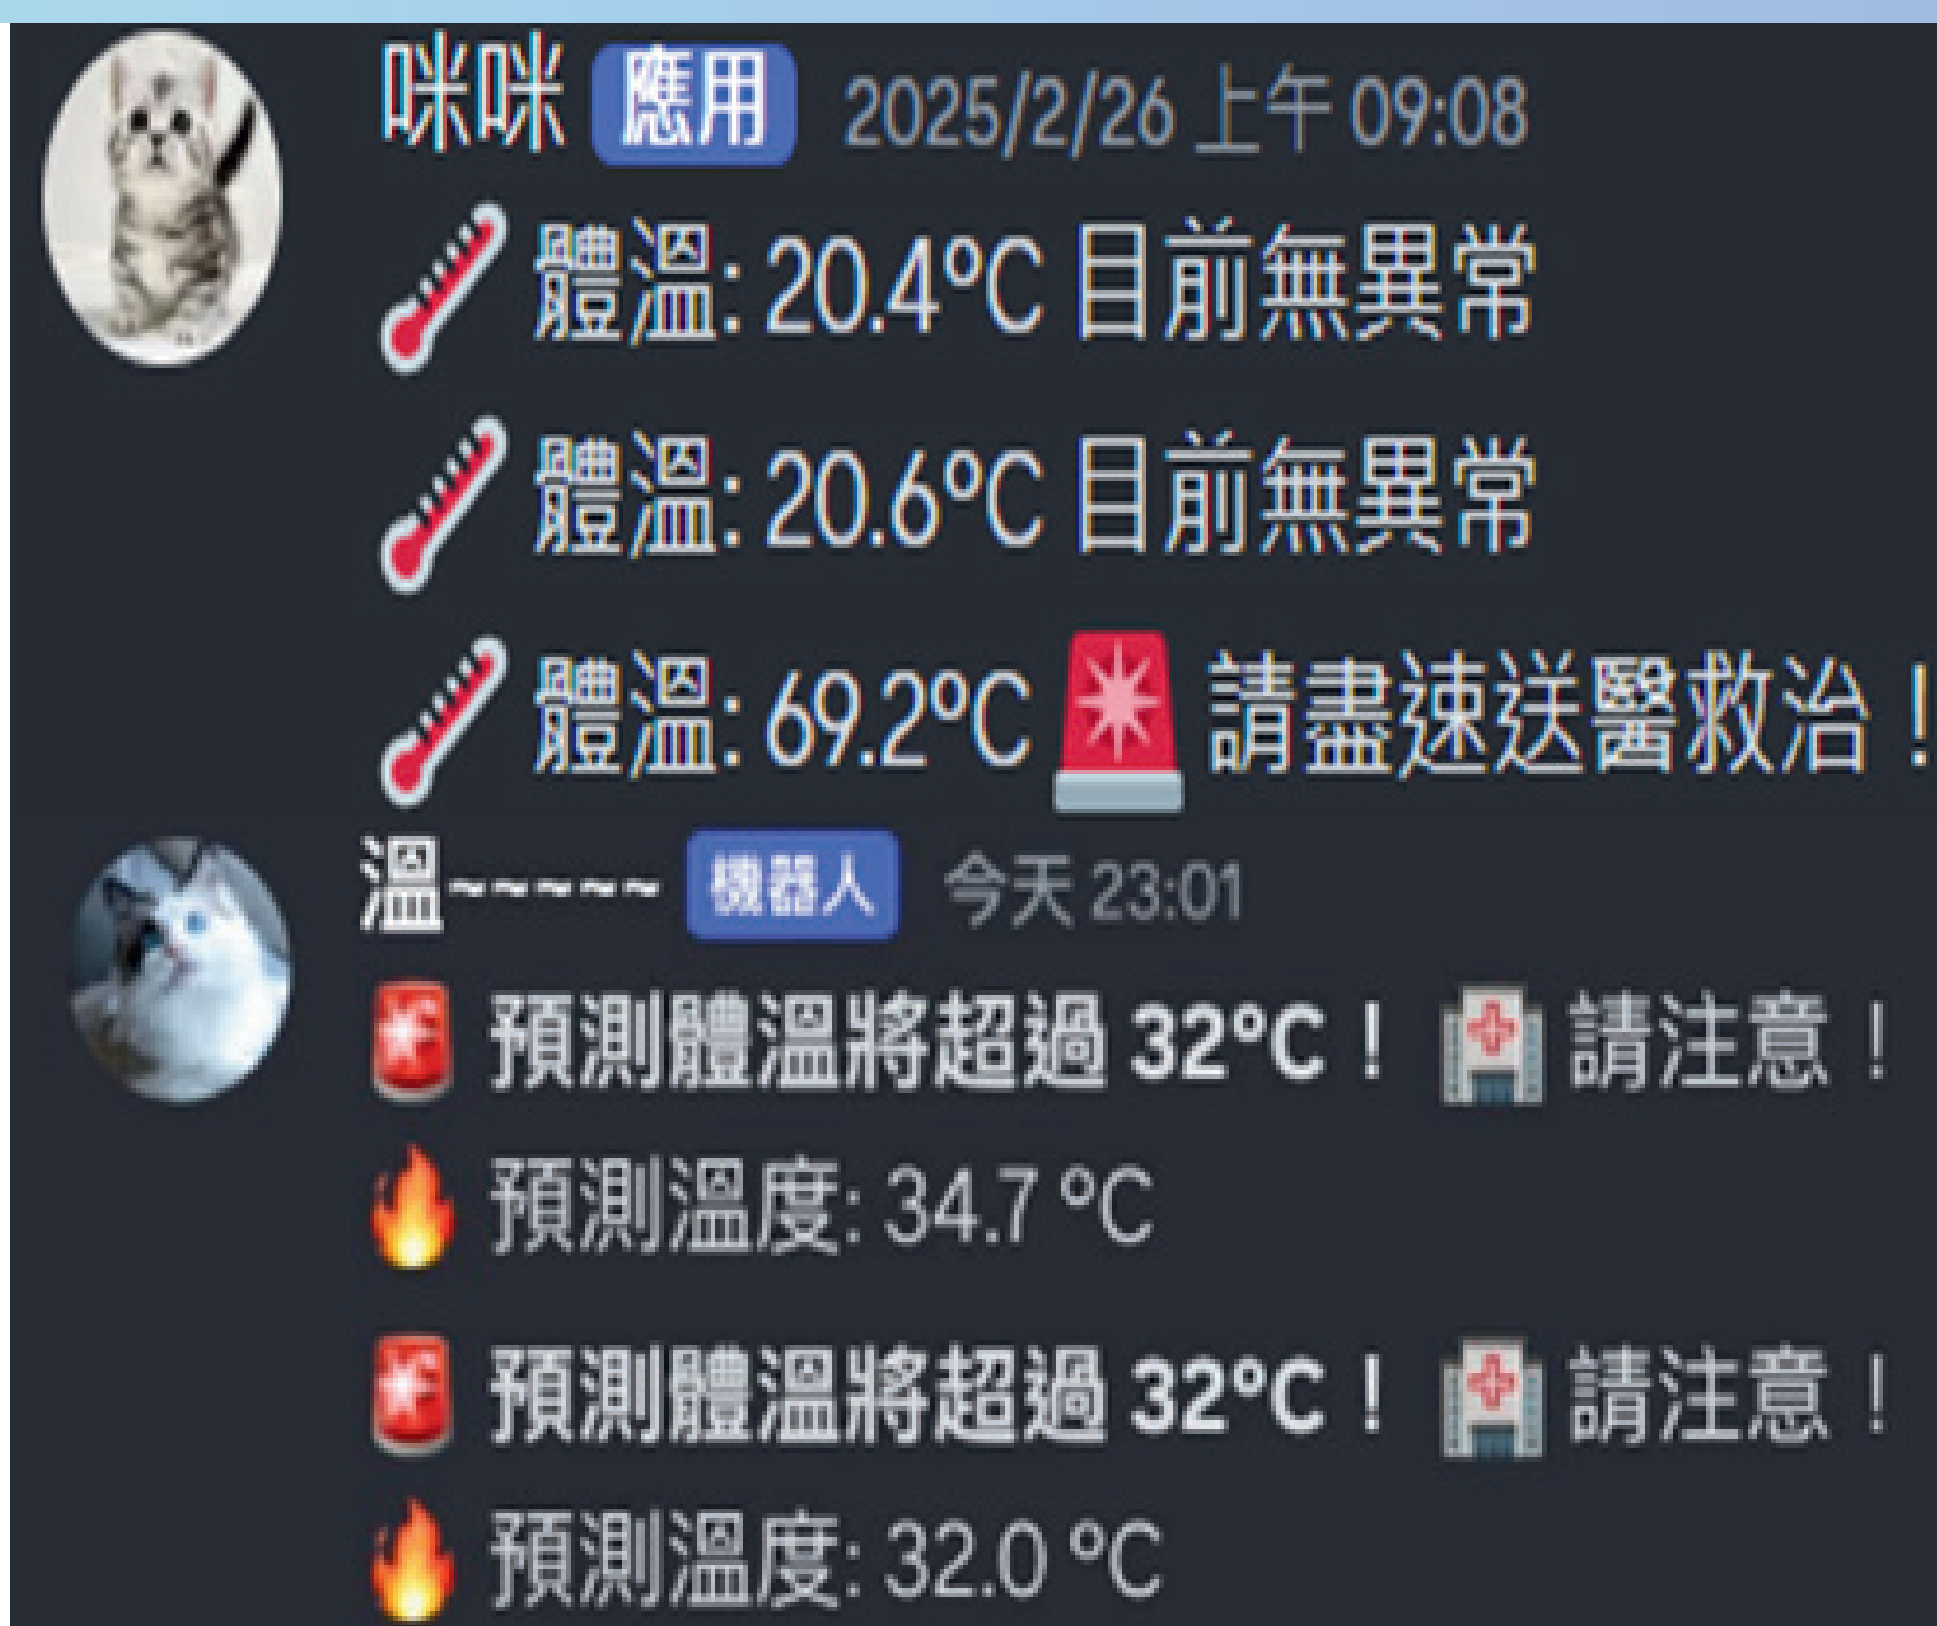 咪咪 應用 2025/2/26 上午 09:08
體溫: 20.4°C 目前無異常
體溫: 20.6°C 目前無異常
體溫: 69.2°C 請盡速送醫救治！
溫~~~~~ 機器人 今天 23:01
預測體溫將超過 32°C！ 請注意！
預測溫度: 34.7 °C
預測體溫將超過 32°C！ 請注意！
預測溫度: 32.0 °C